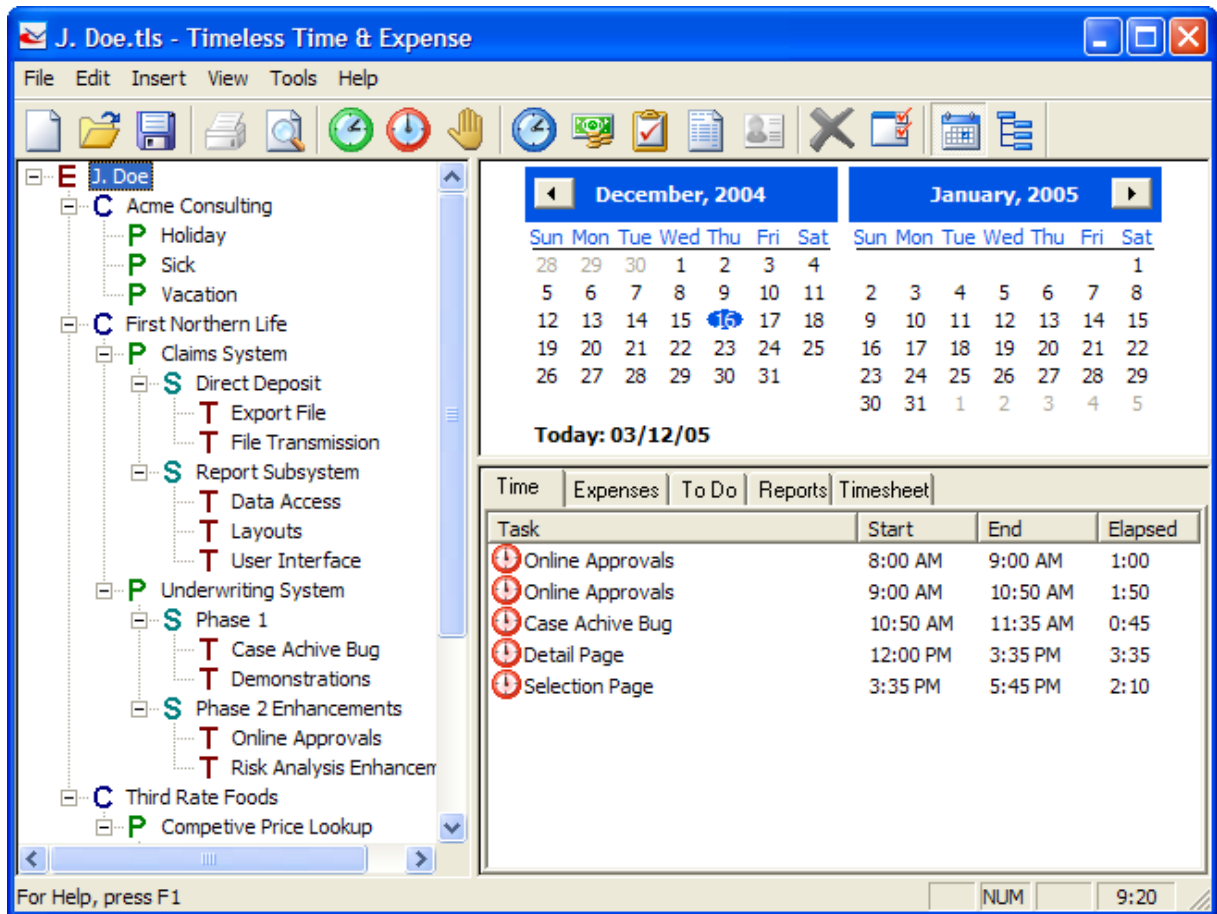 J. Doe.tls - Timeless Time & Expense
File Edit Insert View Tools Help
E J. Doe
C Acme Consulting
P Holiday
P Sick
P Vacation
C First Northern Life
P Claims System
S Direct Deposit
T Export File
T File Transmission
S Report Subsystem
T Data Access
T Layouts
T User Interface
P Underwriting System
S Phase 1
T Case Achive Bug
T Demonstrations
S Phase 2 Enhancements
T Online Approvals
T Risk Analysis Enhancem
C Third Rate Foods
P Competive Price Lookup
December, 2004
Sun Mon Tue Wed Thu Fri Sat
28 29 30 1 2 3 4
5 6 7 8 9 10 11
12 13 14 15 16 17 18
19 20 21 22 23 24 25
26 27 28 29 30 31
January, 2005
Sun Mon Tue Wed Thu Fri Sat
1
2 3 4 5 6 7 8
9 10 11 12 13 14 15
16 17 18 19 20 21 22
23 24 25 26 27 28 29
30 31 1 2 3 4 5
Today: 03/12/05
Time Expenses To Do Reports Timesheet
Task Start End Elapsed
Online Approvals 8:00 AM 9:00 AM 1:00
Online Approvals 9:00 AM 10:50 AM 1:50
Case Achive Bug 10:50 AM 11:35 AM 0:45
Detail Page 12:00 PM 3:35 PM 3:35
Selection Page 3:35 PM 5:45 PM 2:10
For Help, press F1 NUM 9:20